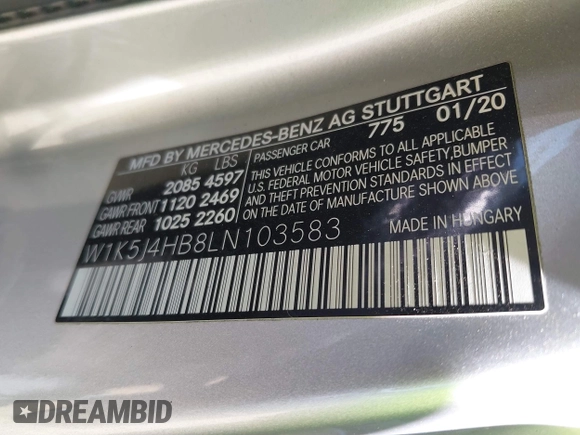 MFD BY MERCEDES-BENZ AG STUTTGART
KG LBS
GVWR 2085 4597
GAWR FRONT 1120 2469
GAWR REAR 1025 2260
PASSENGER CAR 775 01/20
THIS VEHICLE CONFORMS TO ALL APPLICABLE
U.S. FEDERAL MOTOR VEHICLE SAFETY, BUMPER
AND THEFT PREVENTION STANDARDS IN EFFECT
ON THE DATE OF MANUFACTURE SHOWN ABOVE
W1K5J4HB8LN103583
MADE IN HUNGARY
DREAMBID